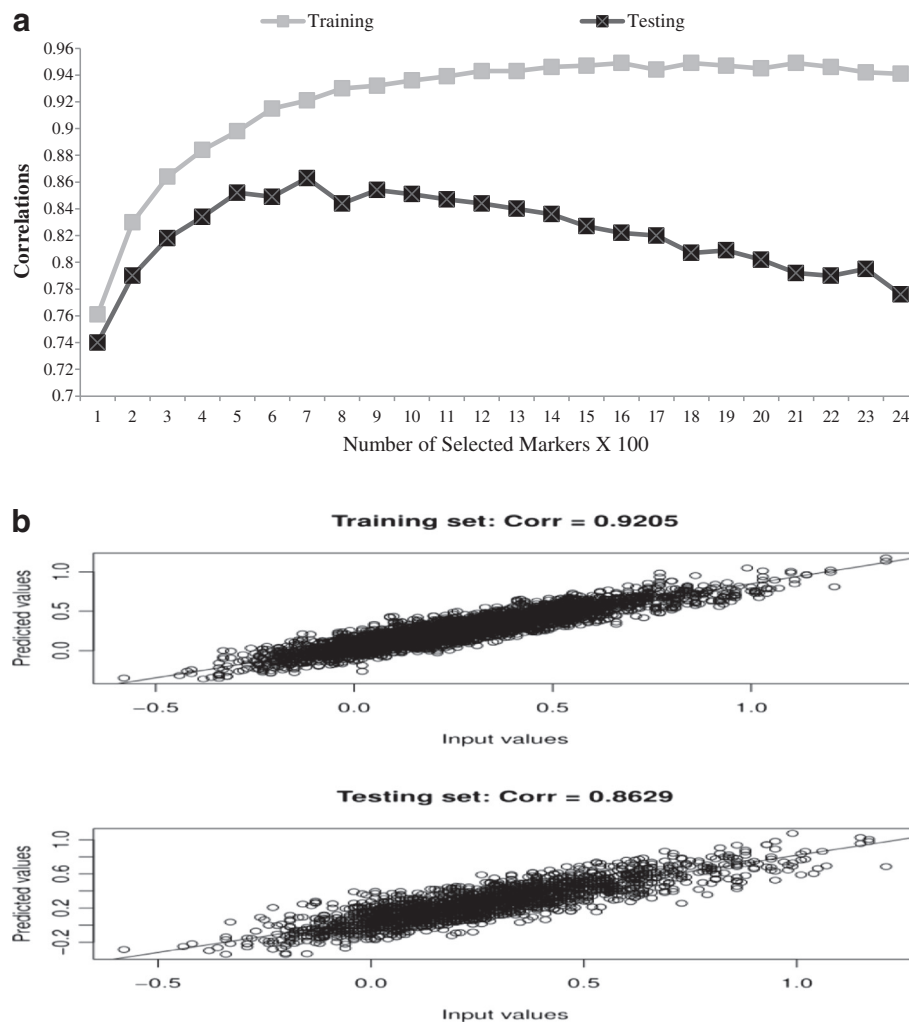 a
Training Testing
0.96
0.94
0.92
0.9
0.88
0.86
0.84
0.82
0.8
0.78
0.76
0.74
0.72
0.7
Correlations
1 2 3 4 5 6 7 8 9 10 11 12 13 14 15 16 17 18 19 20 21 22 23 24
Number of Selected Markers X 100
b
Training set: Corr = 0.9205
Predicted values
1.0
0.5
0.0
−0.5 0.0 0.5 1.0
Input values
Testing set: Corr = 0.8629
Predicted values
1.0
0.6
0.2
−0.2
−0.5 0.0 0.5 1.0
Input values